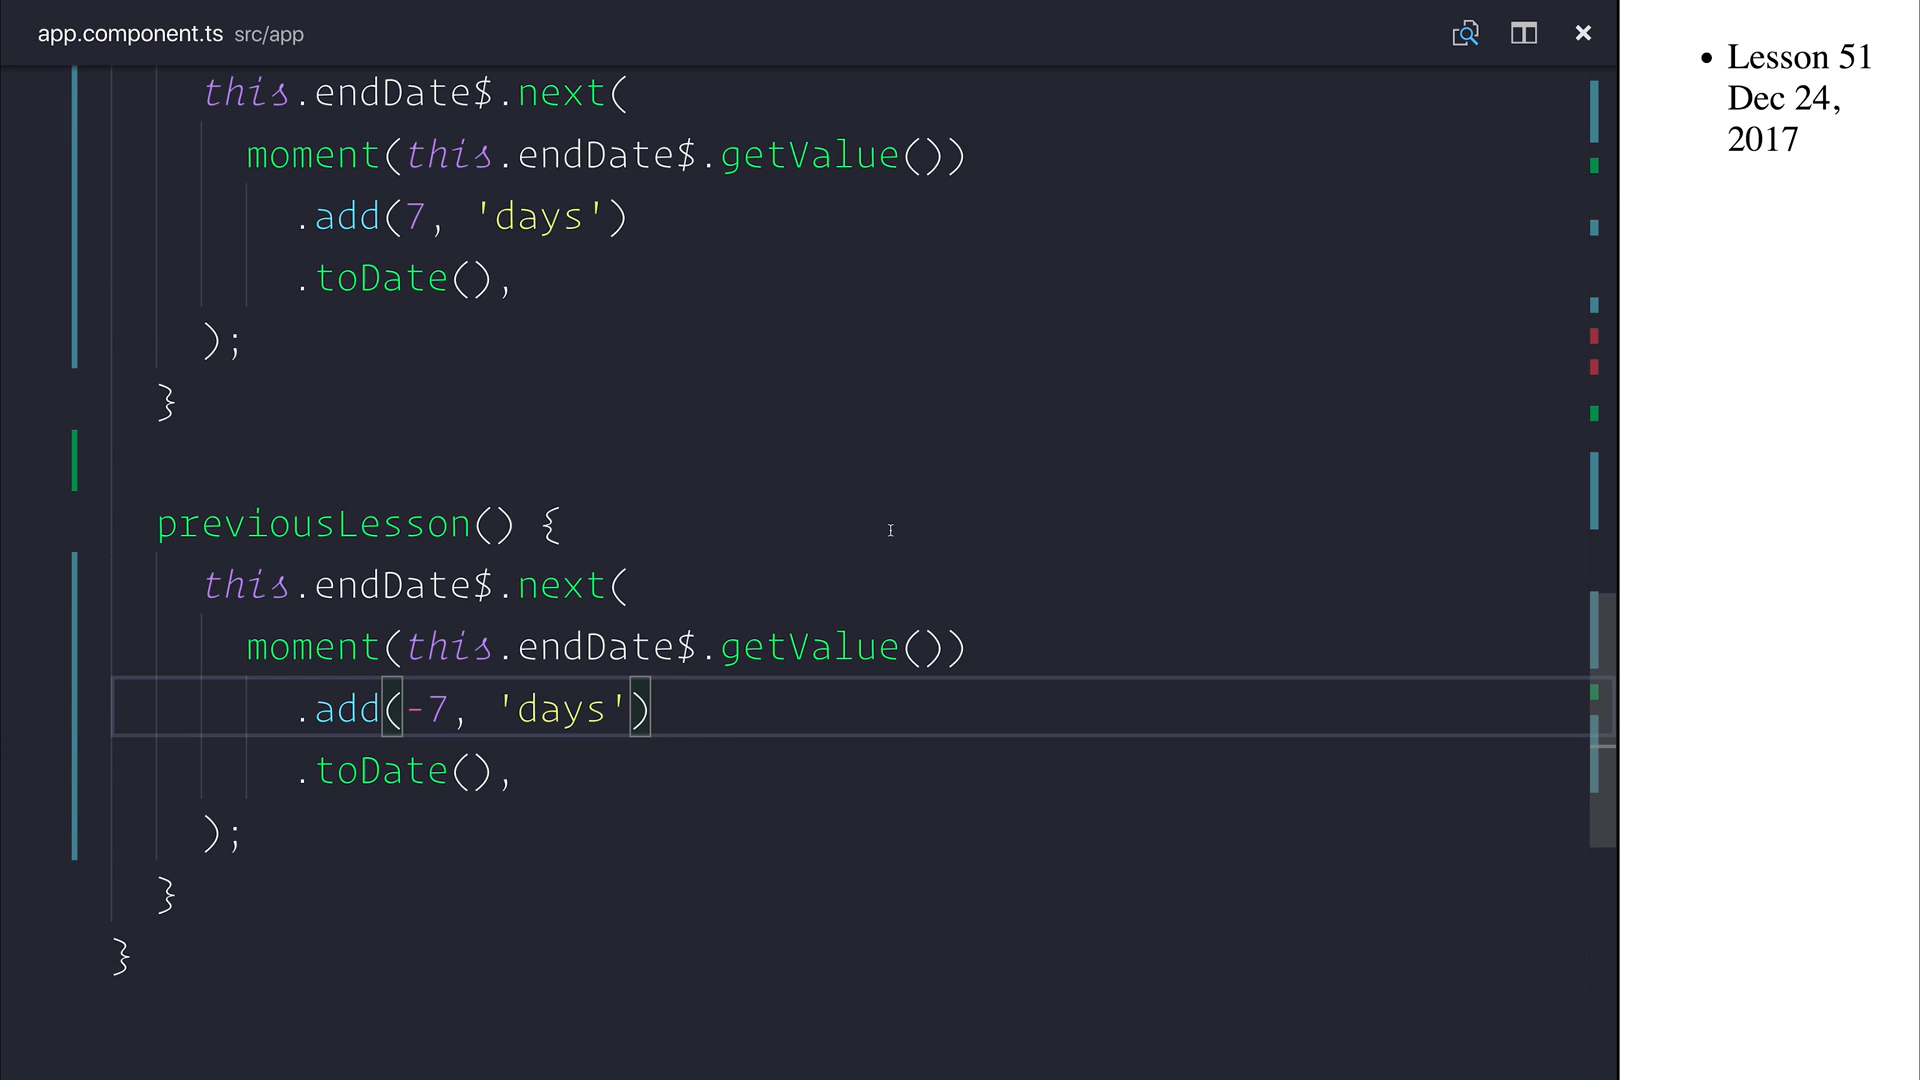 app.component.ts src/app
this.endDate$.next(
moment(this.endDate$.getValue())
.add(7, 'days')
.toDate(),
);
}
previousLesson() {
this.endDate$.next(
moment(this.endDate$.getValue())
.add(-7, 'days')
.toDate(),
);
}
}
• Lesson 51
Dec 24,
2017